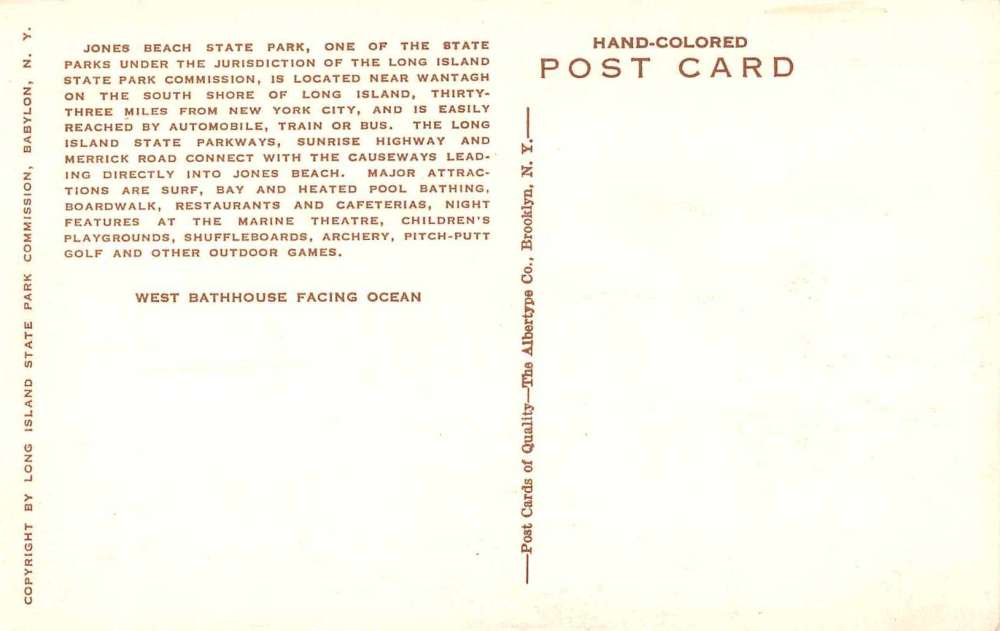 JONES BEACH STATE PARK, ONE OF THE STATE
PARKS UNDER THE JURISDICTION OF THE LONG ISLAND
STATE PARK COMMISSION, IS LOCATED NEAR WANTAGH
ON THE SOUTH SHORE OF LONG ISLAND, THIRTY-
THREE MILES FROM NEW YORK CITY, AND IS EASILY
REACHED BY AUTOMOBILE, TRAIN OR BUS. THE LONG
ISLAND STATE PARKWAYS, SUNRISE HIGHWAY AND
MERRICK ROAD CONNECT WITH THE CAUSEWAYS LEAD-
ING DIRECTLY INTO JONES BEACH. MAJOR ATTRAC-
TIONS ARE SURF, BAY AND HEATED POOL BATHING,
BOARDWALK, RESTAURANTS AND CAFETERIAS, NIGHT
FEATURES AT THE MARINE THEATRE, CHILDREN'S
PLAYGROUNDS, SHUFFLEBOARDS, ARCHERY, PITCH-PUTT
GOLF AND OTHER OUTDOOR GAMES.
WEST BATHHOUSE FACING OCEAN
COPYRIGHT BY LONG ISLAND STATE PARK COMMISSION, BABYLON, N. Y.
—Post Cards of Quality—The Albertype Co., Brooklyn, N. Y.—
HAND-COLORED
POST CARD